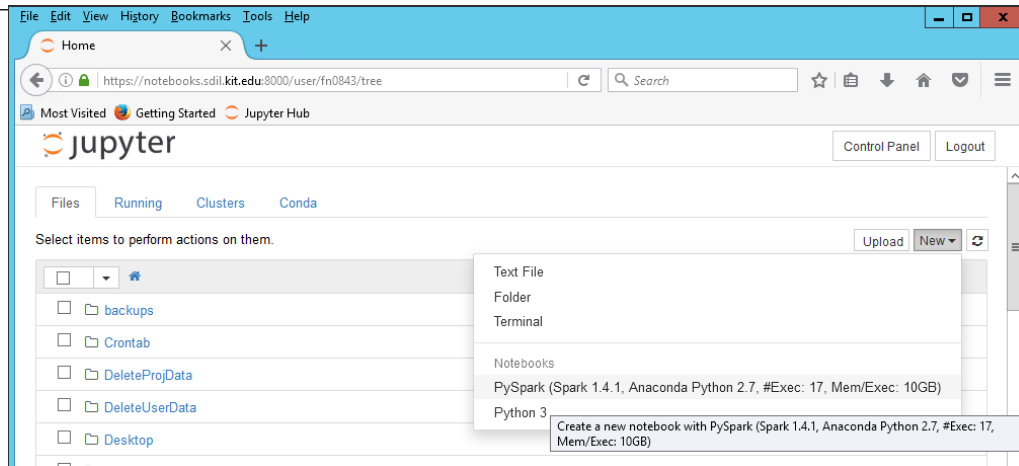 File Edit View History Bookmarks Tools Help
Home
https://notebooks.sdil.kit.edu:8000/user/fn0843/tree
Search
Most Visited Getting Started Jupyter Hub
jupyter
Control Panel Logout
Files Running Clusters Conda
Select items to perform actions on them.
Upload New
Text File
Folder
Terminal
Notebooks
PySpark (Spark 1.4.1, Anaconda Python 2.7, #Exec: 17, Mem/Exec: 10GB)
Python 3
Create a new notebook with PySpark (Spark 1.4.1, Anaconda Python 2.7, #Exec: 17,
Mem/Exec: 10GB)
backups
Crontab
DeleteProjData
DeleteUserData
Desktop